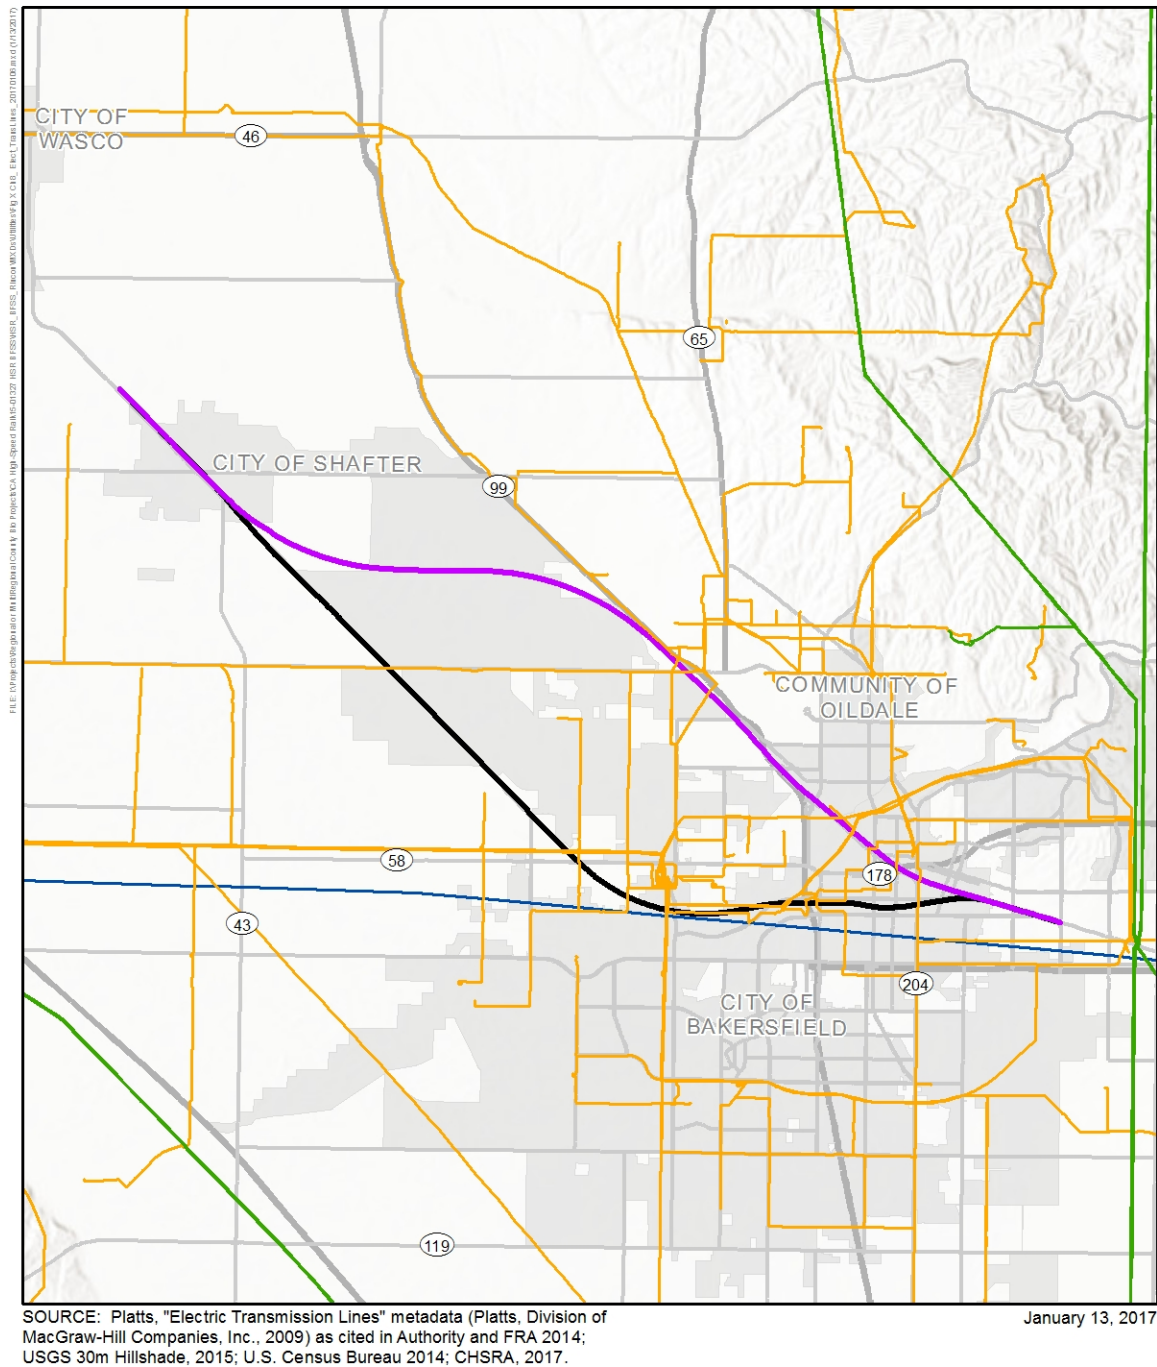 CITY OF
WASCO
46
65
CITY OF SHAFTER
99
COMMUNITY OF
OILDALE
58
178
43
204
CITY OF
BAKERSFIELD
119
SOURCE: Platts, "Electric Transmission Lines" metadata (Platts, Division of
MacGraw-Hill Companies, Inc., 2009) as cited in Authority and FRA 2014;
USGS 30m Hillshade, 2015; U.S. Census Bureau 2014; CHSRA, 2017.
January 13, 2017